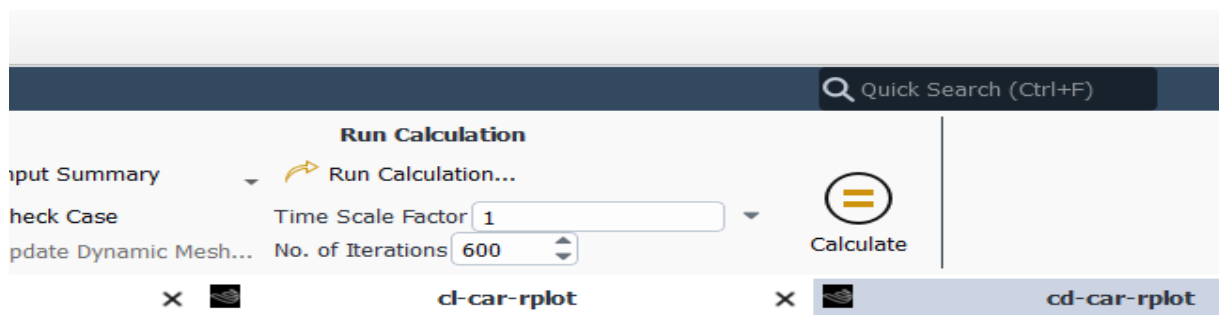 Quick Search (Ctrl+F)
Run Calculation
nput Summary
Run Calculation...
heck Case
Time Scale Factor 1
pdate Dynamic Mesh...
No. of Iterations 600
Calculate
cl-car-rplot
cd-car-rplot